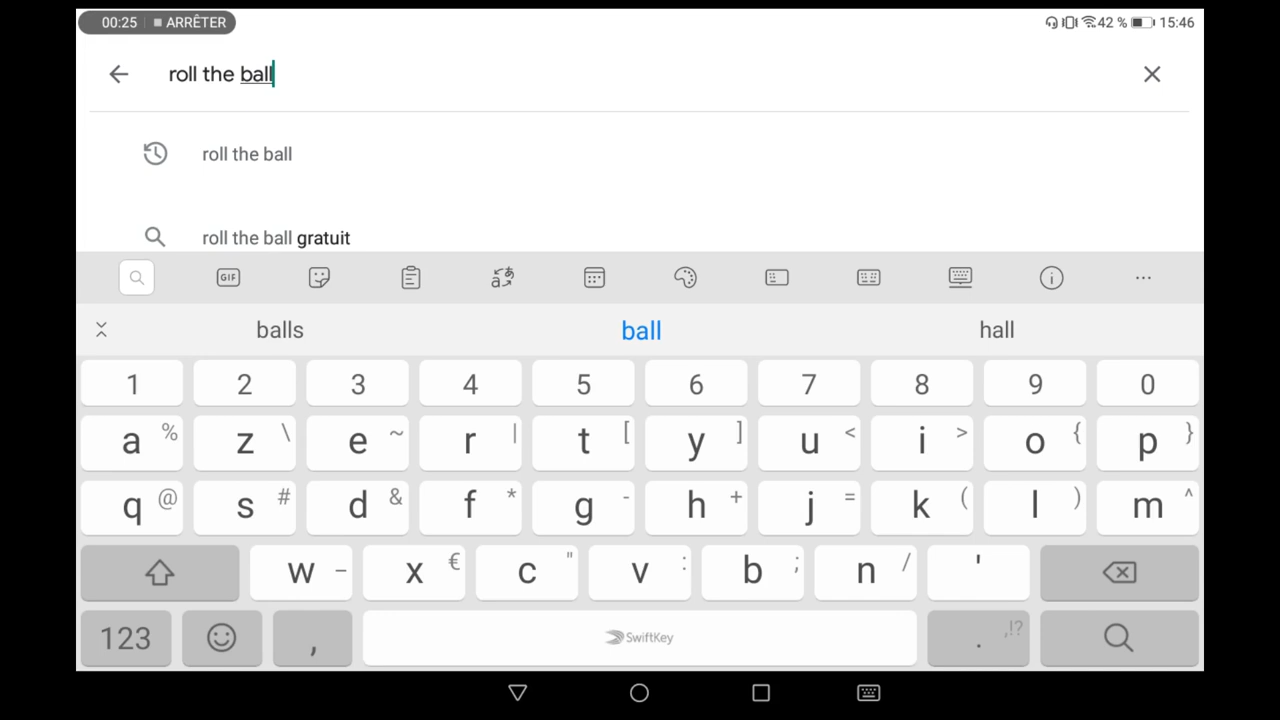 00:25 ARRÊTER 42 % 15:46
roll the ball
roll the ball
roll the ball gratuit
GIF
balls ball hall
1 2 3 4 5 6 7 8 9 0
a % z \ e ~ r | t [ y ] u < i > o { p }
q @ s # d & f * g - h + j = k ( l ) m ^
w _ x € c " v : b ; n / '
123 , SwiftKey . ,!?